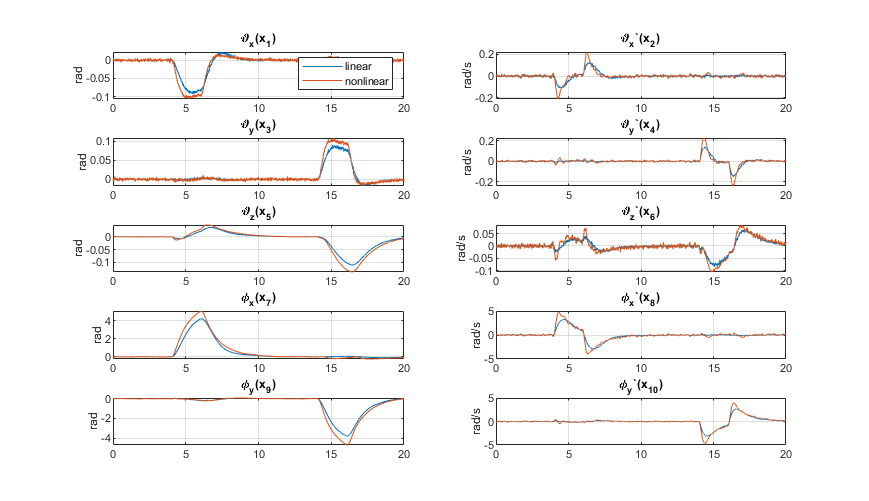 ϑx(x1)
0
-0.05
-0.1
rad
linear
nonlinear
0 5 10 15 20
ϑx`(x2)
0.2
0
-0.2
rad/s
0 5 10 15 20
ϑy(x3)
0.1
0.05
0
rad
0 5 10 15 20
ϑy`(x4)
0.2
0
-0.2
rad/s
0 5 10 15 20
ϑz(x5)
0
-0.05
-0.1
rad
0 5 10 15 20
ϑz`(x6)
0.05
0
-0.05
-0.1
rad/s
0 5 10 15 20
ϕx(x7)
4
2
0
rad
0 5 10 15 20
ϕx`(x8)
5
0
-5
rad/s
0 5 10 15 20
ϕy(x9)
0
-2
-4
rad
0 5 10 15 20
ϕy`(x10)
5
0
-5
rad/s
0 5 10 15 20